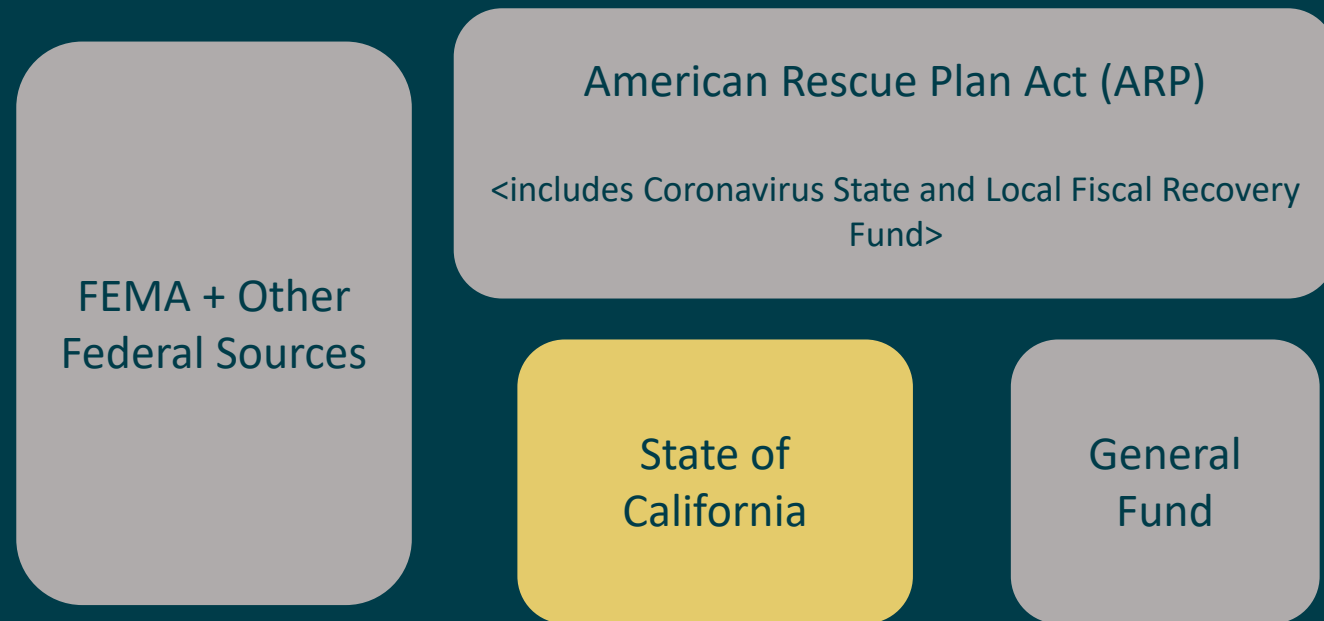 American Rescue Plan Act (ARP)
<includes Coronavirus State and Local Fiscal Recovery
Fund>
FEMA + Other
Federal Sources
State of
California
General
Fund